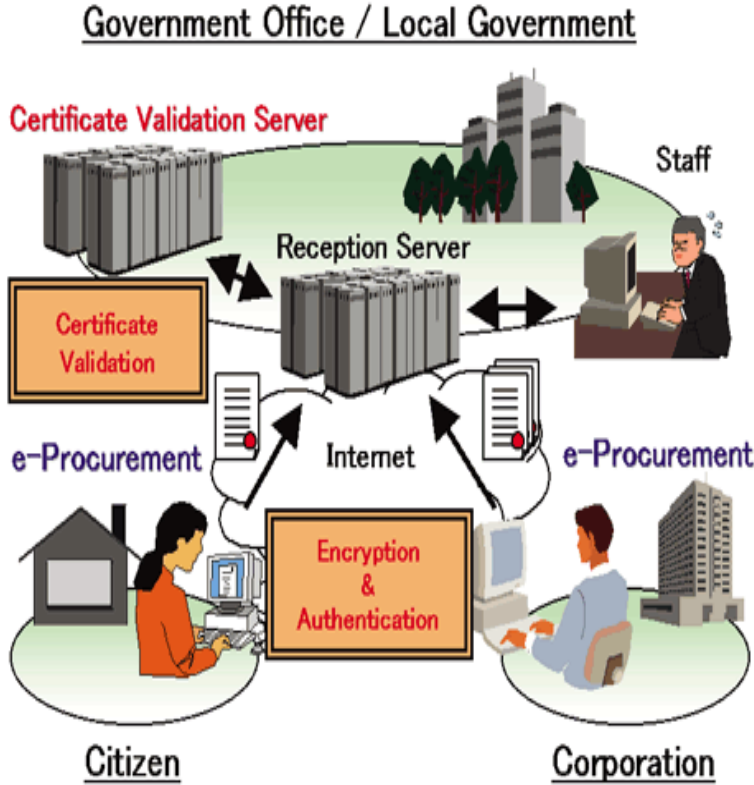 Government Office / Local Government
Certificate Validation Server
Staff
Reception Server
Certificate
Validation
e-Procurement
Internet
e-Procurement
Encryption
&
Authentication
Citizen
Corporation